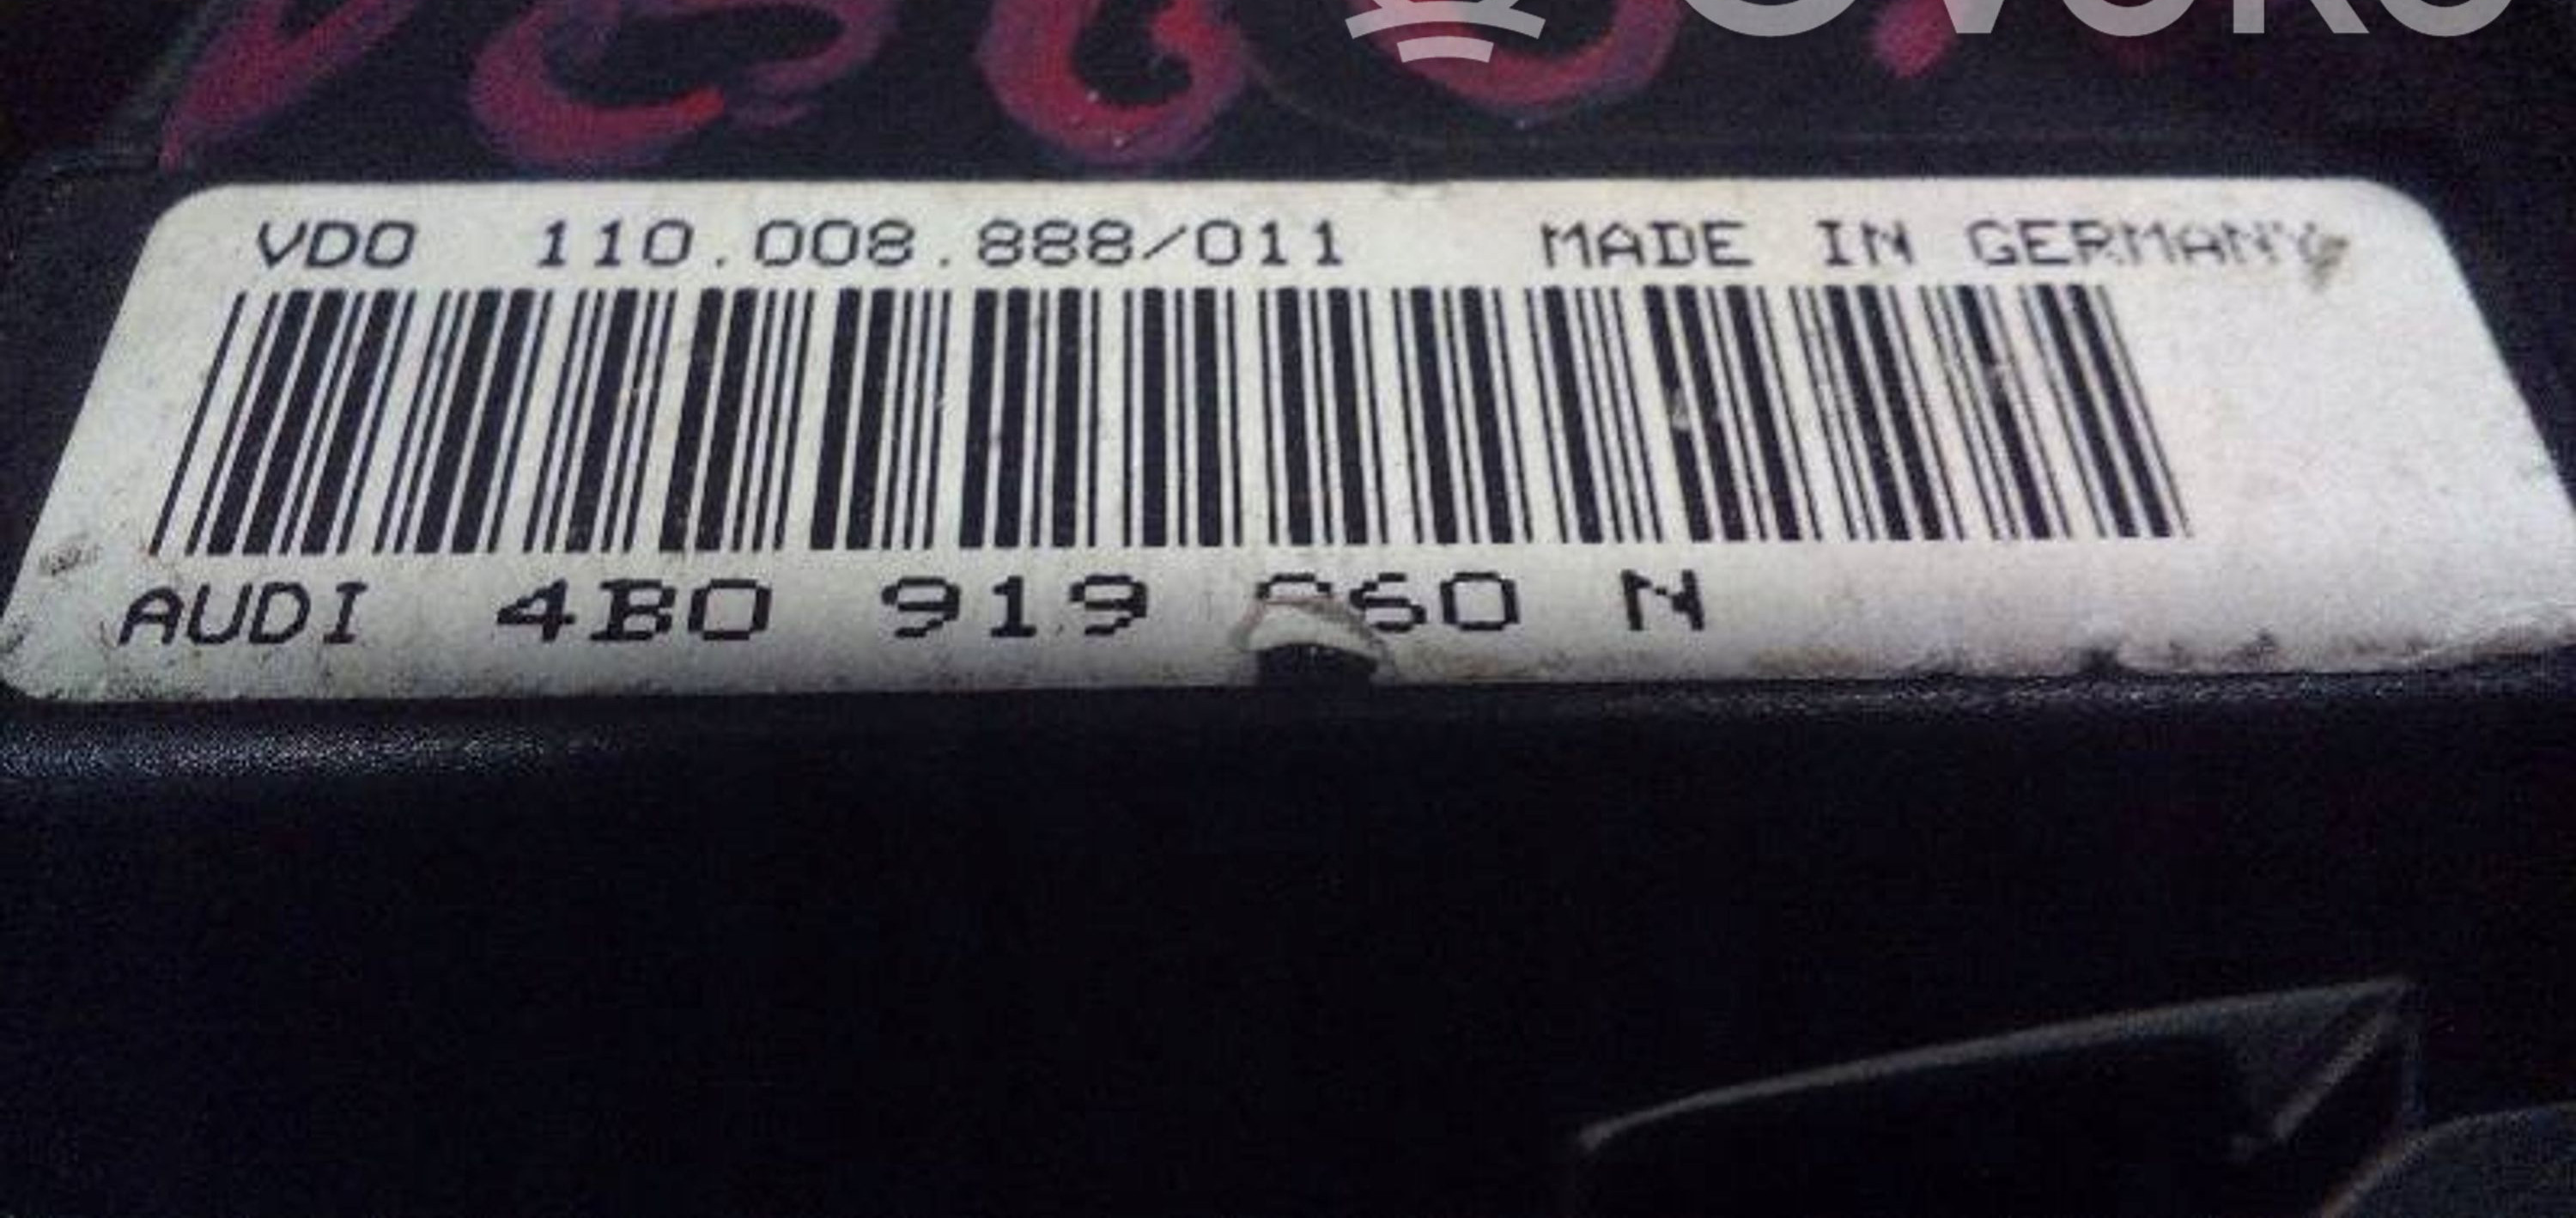 VDO 110.008.888/011 MADE IN GERMANY
AUDI 4B0 919 N